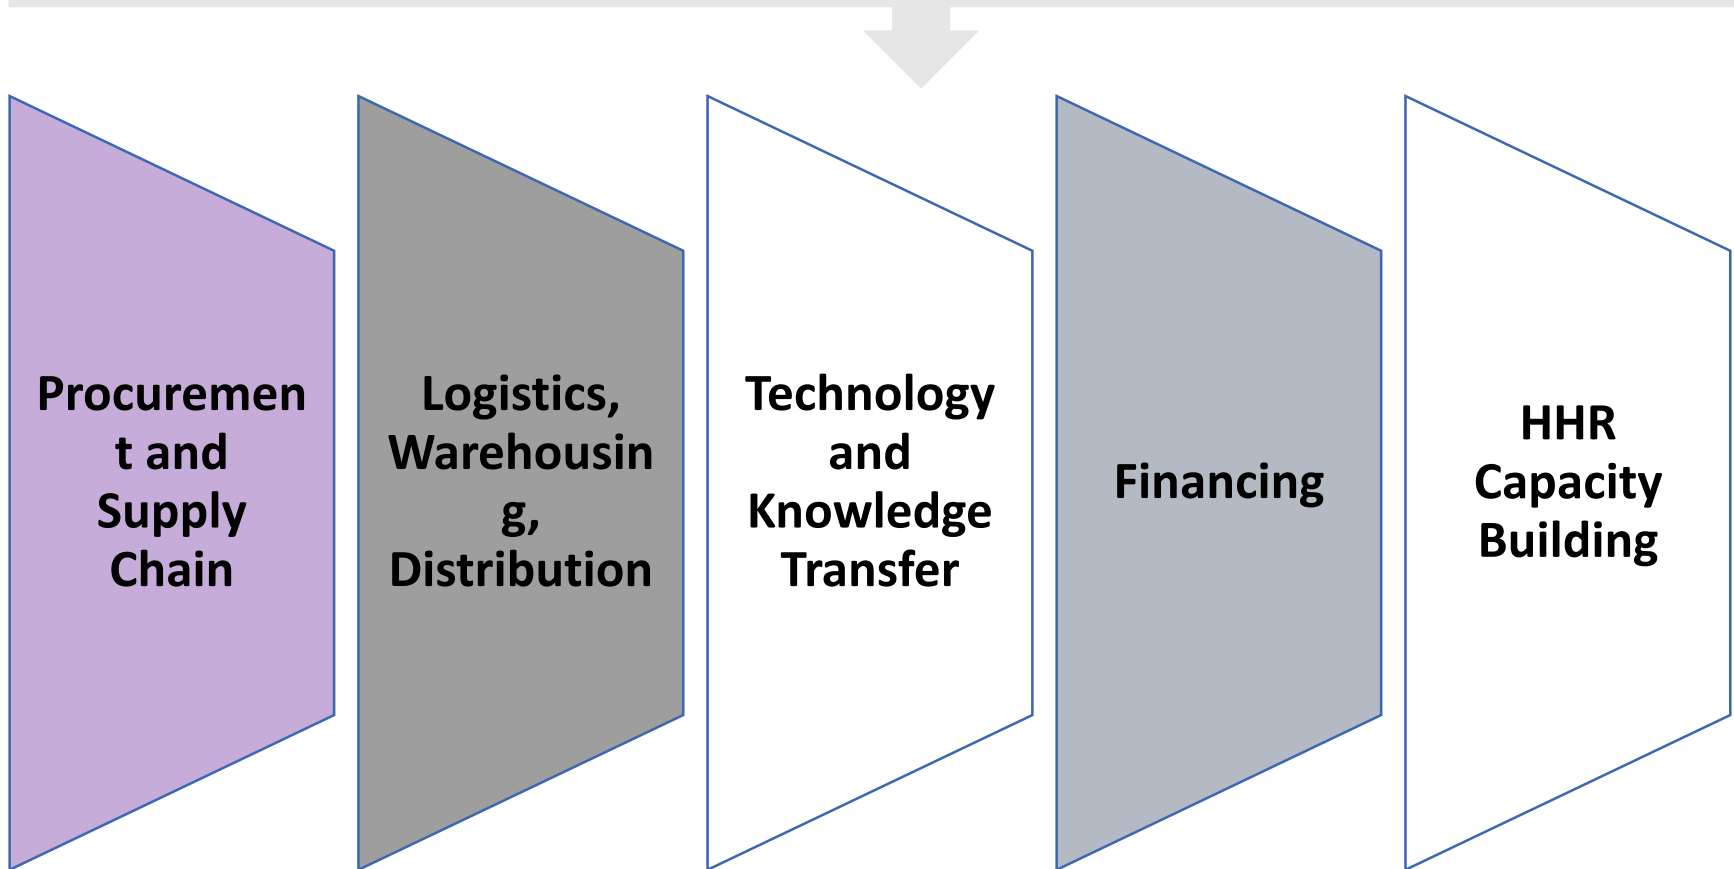 Procuremen
t and
Supply
Chain
Logistics,
Warehousin
g,
Distribution
Technology
and
Knowledge
Transfer
Financing
HHR
Capacity
Building